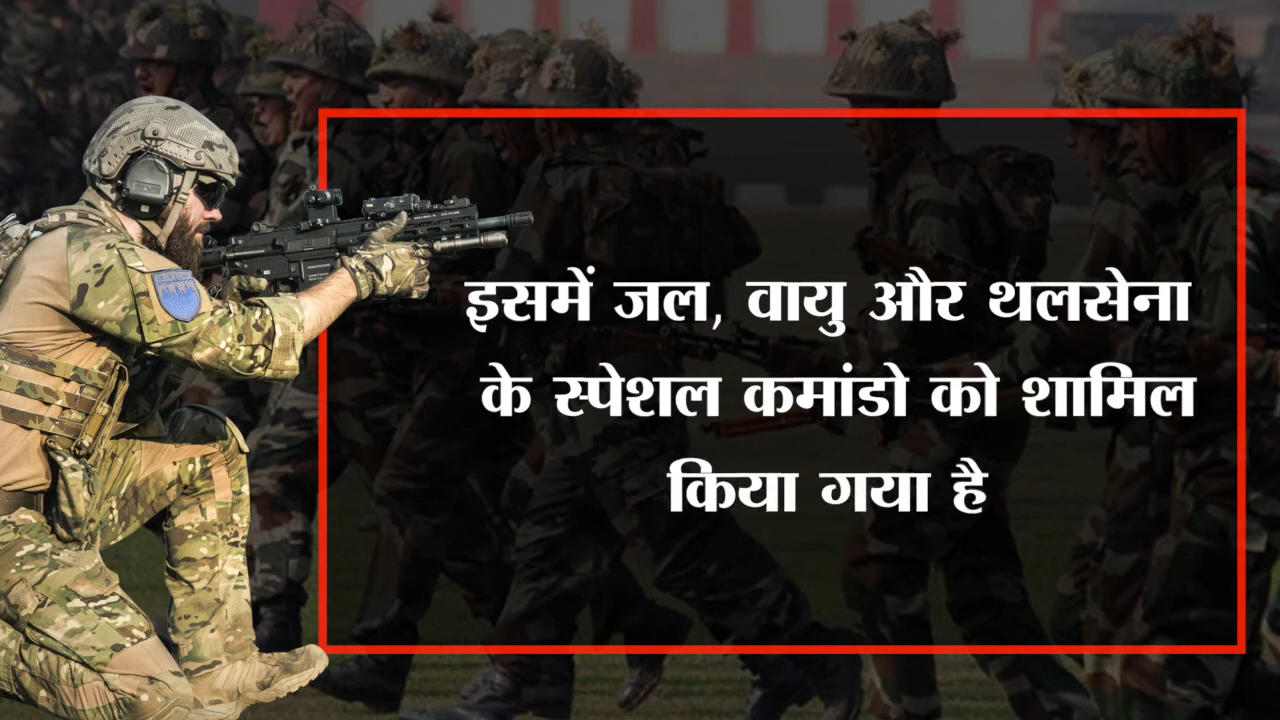 इसमें जल, वायु और थलसेना
के स्पेशल कमांडो को शामिल
किया गया है